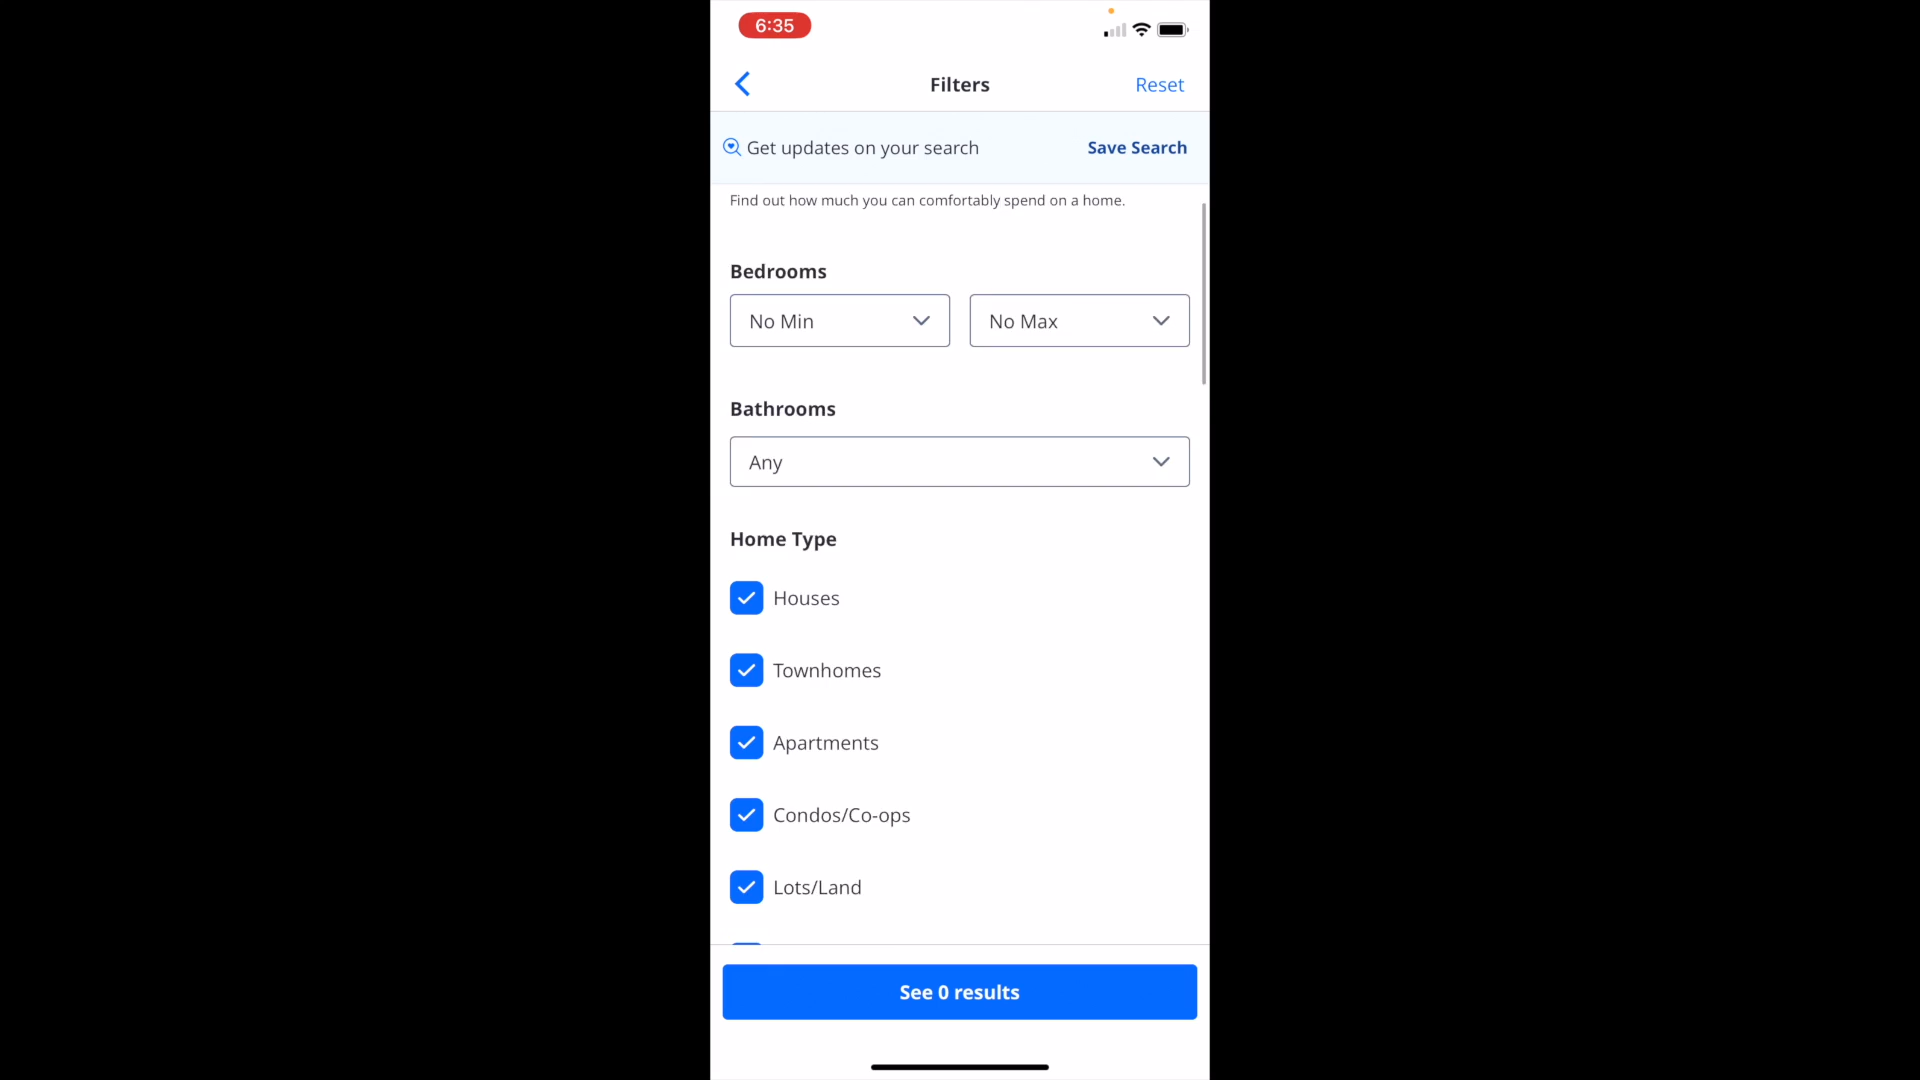 6:35
Filters
Reset
Get updates on your search
Save Search
Find out how much you can comfortably spend on a home.
Bedrooms
No Min
No Max
Bathrooms
Any
Home Type
Houses
Townhomes
Apartments
Condos/Co-ops
Lots/Land
See 0 results